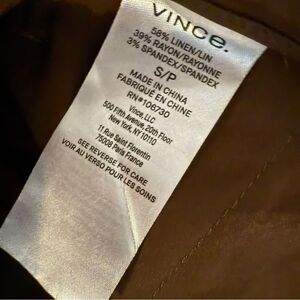 VINCE.
58% LINEN/LIN
39% RAYON/RAYONNE
3% SPANDEX/SPANDEX
S/P
MADE IN CHINA
FABRIQUÉ EN CHINE
RN#106730
Vince, LLC
500 Fifth Avenue, 20th Floor
New York, NY10110
11 Rue Saint Florentin
75008 Paris France
SEE REVERSE FOR CARE
VOIR AU VERSO POUR LES SOINS